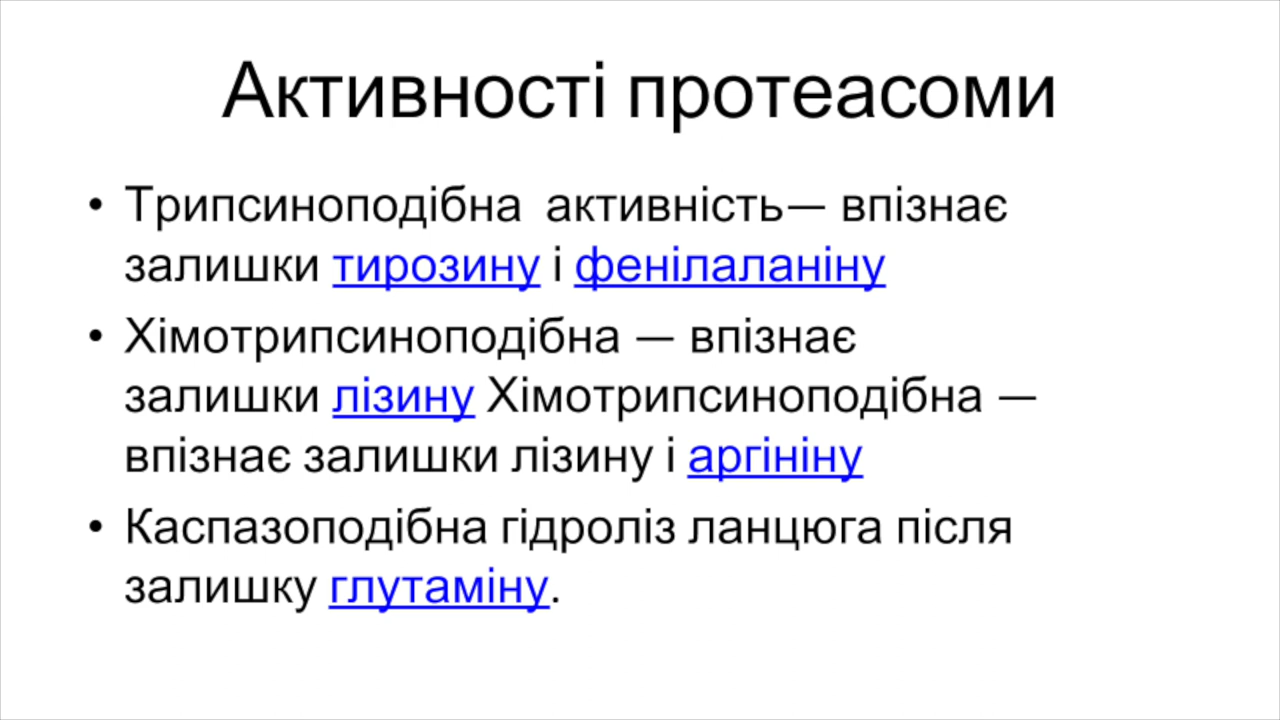 Активності протеасоми
• Трипсиноподібна  активність— впізнає
залишки тирозину і фенілаланіну
• Хімотрипсиноподібна — впізнає
залишки лізину Хімотрипсиноподібна —
впізнає залишки лізину і аргініну
• Каспазоподібна гідроліз ланцюга після
залишку глутаміну.